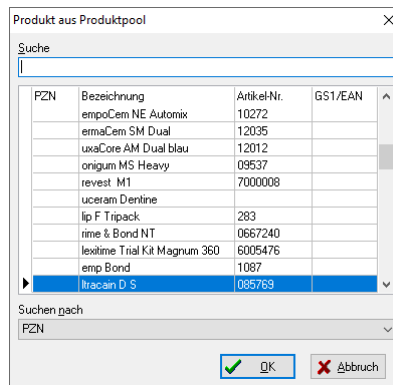 Produkt aus Produktpool
Suche
PZN Bezeichnung Artikel-Nr. GS1/EAN
empoCem NE Automix 10272
ermaCem SM Dual 12035
uxaCore AM Dual blau 12012
onigum MS Heavy 09537
revest M1 7000008
uceram Dentine
lip F Tripack 283
rime & Bond NT 0667240
lexitime Trial Kit Magnum 360 6005476
emp Bond 1087
ltracain D S 085769
Suchen nach
PZN
OK Abbruch